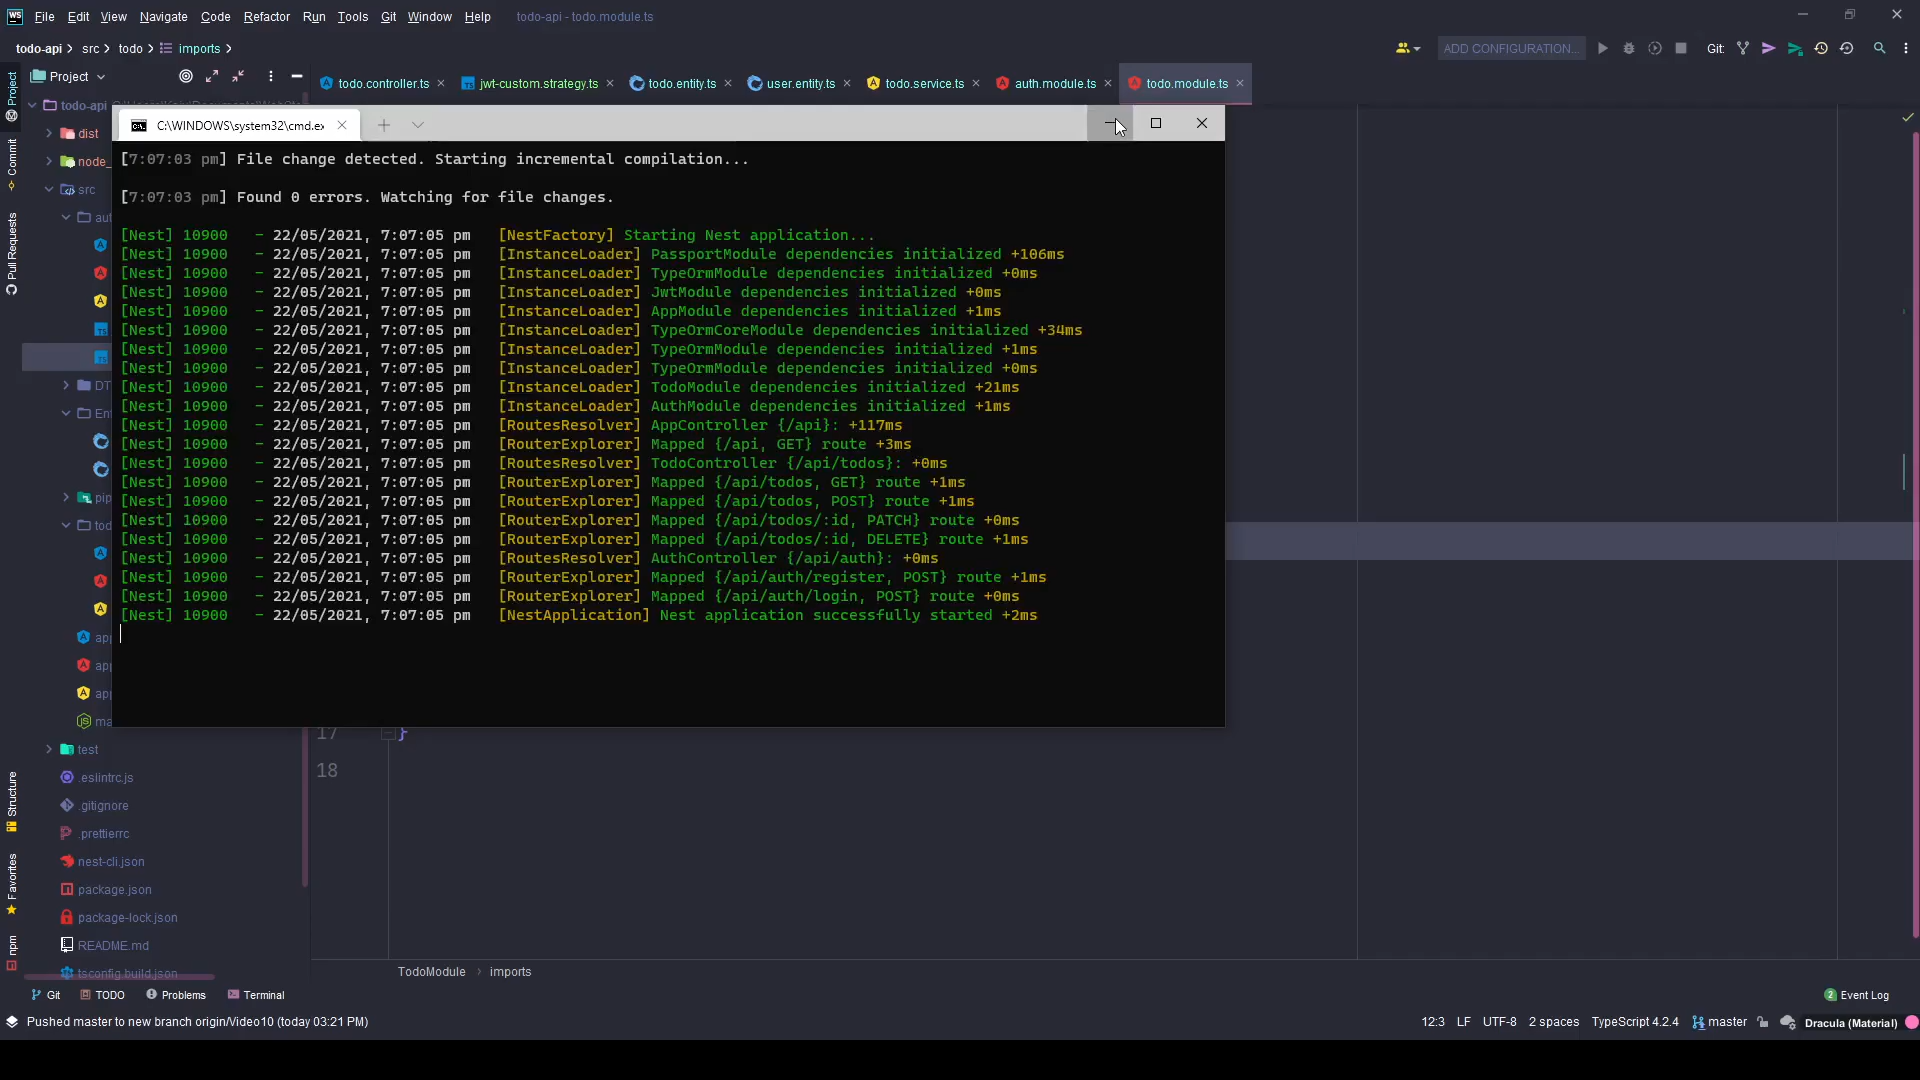 WS File Edit View Navigate Code Refactor Run Tools Git Window Help todo-api - todo.module.ts
todo-api > src > todo > imports >
ADD CONFIGURATION... Git:
Project
todo.controller.ts jwt-custom.strategy.ts todo.entity.ts user.entity.ts todo.service.ts auth.module.ts todo.module.ts
todo-api
C:\WINDOWS\system32\cmd.ex
dist
node_
src
aut
DT
Ent
pip
tod
app
app
app
ma
test
.eslintrc.js
.gitignore
.prettierrc
nest-cli.json
package.json
package-lock.json
README.md
tsconfig.build.json
[7:07:03 pm] File change detected. Starting incremental compilation...
[7:07:03 pm] Found 0 errors. Watching for file changes.
[Nest] 10900 - 22/05/2021, 7:07:05 pm [NestFactory] Starting Nest application...
[Nest] 10900 - 22/05/2021, 7:07:05 pm [InstanceLoader] PassportModule dependencies initialized +106ms
[Nest] 10900 - 22/05/2021, 7:07:05 pm [InstanceLoader] TypeOrmModule dependencies initialized +0ms
[Nest] 10900 - 22/05/2021, 7:07:05 pm [InstanceLoader] JwtModule dependencies initialized +0ms
[Nest] 10900 - 22/05/2021, 7:07:05 pm [InstanceLoader] AppModule dependencies initialized +1ms
[Nest] 10900 - 22/05/2021, 7:07:05 pm [InstanceLoader] TypeOrmCoreModule dependencies initialized +34ms
[Nest] 10900 - 22/05/2021, 7:07:05 pm [InstanceLoader] TypeOrmModule dependencies initialized +1ms
[Nest] 10900 - 22/05/2021, 7:07:05 pm [InstanceLoader] TypeOrmModule dependencies initialized +0ms
[Nest] 10900 - 22/05/2021, 7:07:05 pm [InstanceLoader] TodoModule dependencies initialized +21ms
[Nest] 10900 - 22/05/2021, 7:07:05 pm [InstanceLoader] AuthModule dependencies initialized +1ms
[Nest] 10900 - 22/05/2021, 7:07:05 pm [RoutesResolver] AppController {/api}: +117ms
[Nest] 10900 - 22/05/2021, 7:07:05 pm [RouterExplorer] Mapped {/api, GET} route +3ms
[Nest] 10900 - 22/05/2021, 7:07:05 pm [RoutesResolver] TodoController {/api/todos}: +0ms
[Nest] 10900 - 22/05/2021, 7:07:05 pm [RouterExplorer] Mapped {/api/todos, GET} route +1ms
[Nest] 10900 - 22/05/2021, 7:07:05 pm [RouterExplorer] Mapped {/api/todos, POST} route +1ms
[Nest] 10900 - 22/05/2021, 7:07:05 pm [RouterExplorer] Mapped {/api/todos/:id, PATCH} route +0ms
[Nest] 10900 - 22/05/2021, 7:07:05 pm [RouterExplorer] Mapped {/api/todos/:id, DELETE} route +1ms
[Nest] 10900 - 22/05/2021, 7:07:05 pm [RoutesResolver] AuthController {/api/auth}: +0ms
[Nest] 10900 - 22/05/2021, 7:07:05 pm [RouterExplorer] Mapped {/api/auth/register, POST} route +1ms
[Nest] 10900 - 22/05/2021, 7:07:05 pm [RouterExplorer] Mapped {/api/auth/login, POST} route +0ms
[Nest] 10900 - 22/05/2021, 7:07:05 pm [NestApplication] Nest application successfully started +2ms
17 }
18
TodoModule > imports
Project
Commit
Pull Requests
Structure
Favorites
npm
Git TODO Problems Terminal
2 Event Log
Pushed master to new branch origin/Video10 (today 03:21 PM)
12:3 LF UTF-8 2 spaces TypeScript 4.2.4 master Dracula (Material)